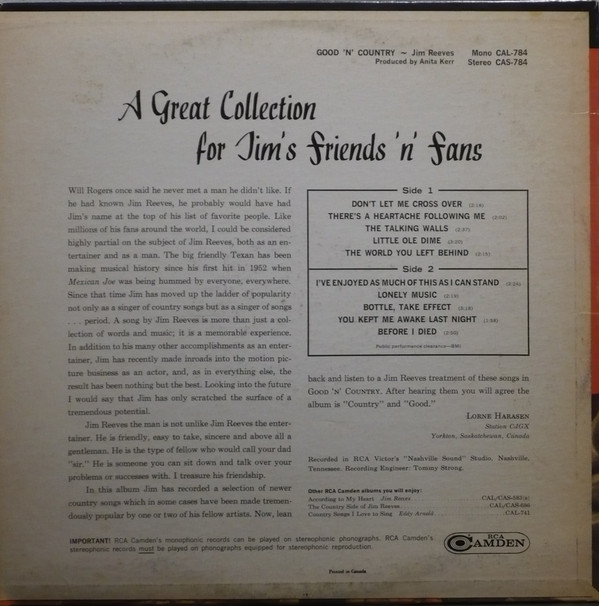 GOOD 'N' COUNTRY ~ Jim Reeves Mono CAL-784
Produced by Anita Kerr Stereo CAS-784
A Great Collection
for Jim's Friends 'n' Fans
Will Rogers once said he never met a man he didn't like. If
he had known Jim Reeves, he probably would have had
Jim's name at the top of his list of favorite people. Like
millions of his fans around the world, I could be considered
highly partial on the subject of Jim Reeves, both as an en-
tertainer and as a man. The big friendly Texan has been
making musical history since his first hit in 1952 when
Mexican Joe was being hummed by everyone, everywhere.
Since that time Jim has moved up the ladder of popularity
not only as a singer of country songs but as a singer of songs
. . . period. A song by Jim Reeves is more than just a col-
lection of words and music; it is a memorable experience.
In addition to his many other accomplishments as an enter-
tainer, Jim has recently made inroads into the motion pic-
ture business as an actor, and, as in everything else, the
result has been nothing but the best. Looking into the future
I would say that Jim has only scratched the surface of a
tremendous potential.
Jim Reeves the man is not unlike Jim Reeves the enter-
tainer. He is friendly, easy to take, sincere and above all a
gentleman. He is the type of fellow who would call your dad
"sir." He is someone you can sit down and talk over your
problems or successes with. I treasure his friendship.
In this album Jim has recorded a selection of newer
country songs which in some cases have been made tremen-
dously popular by one or two of his fellow artists. Now, lean
Side 1
DON'T LET ME CROSS OVER
THERE'S A HEARTACHE FOLLOWING ME
THE TALKING WALLS
LITTLE OLE DIME
THE WORLD YOU LEFT BEHIND
Side 2
I'VE ENJOYED AS MUCH OF THIS AS I CAN STAND
LONELY MUSIC
BOTTLE, TAKE EFFECT
YOU KEPT ME AWAKE LAST NIGHT
BEFORE I DIED
Public performance clearance—BMI
back and listen to a Jim Reeves treatment of these songs in
GOOD 'N' COUNTRY. After hearing them you will agree the
album is "Country" and "Good."
LORNE HARASEN
Station CJGX
Yorkton, Saskatchewan, Canada
Recorded in RCA Victor's "Nashville Sound" Studio, Nashville,
Tennessee. Recording Engineer: Tommy Strong.
Other RCA Camden albums you will enjoy:
According to My Heart Jim Reeves CAL/CAS-583(e)
The Country Side of Jim Reeves CAL/CAS-686
Country Songs I Love to Sing Eddy Arnold CAL-741
IMPORTANT! RCA Camden's monophonic records can be played on stereophonic phonographs. RCA Camden's
stereophonic records must be played on phonographs equipped for stereophonic reproduction.
RCA
CAMDEN
Printed in Canada